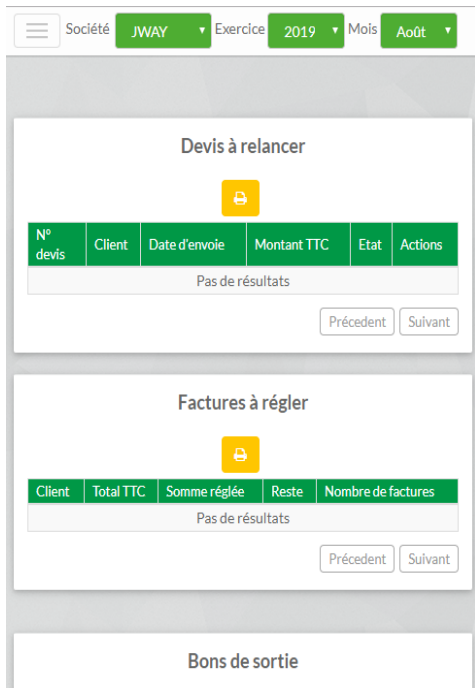 Société JWAY Exercice 2019 Mois Août
Devis à relancer
N° devis Client Date d'envoie Montant TTC Etat Actions
Pas de résultats
Précedent Suivant
Factures à régler
Client Total TTC Somme réglée Reste Nombre de factures
Pas de résultats
Précedent Suivant
Bons de sortie